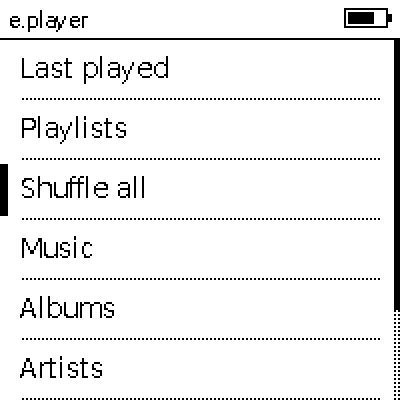 e.player
Last played
Playlists
Shuffle all
Music
Albums
Artists